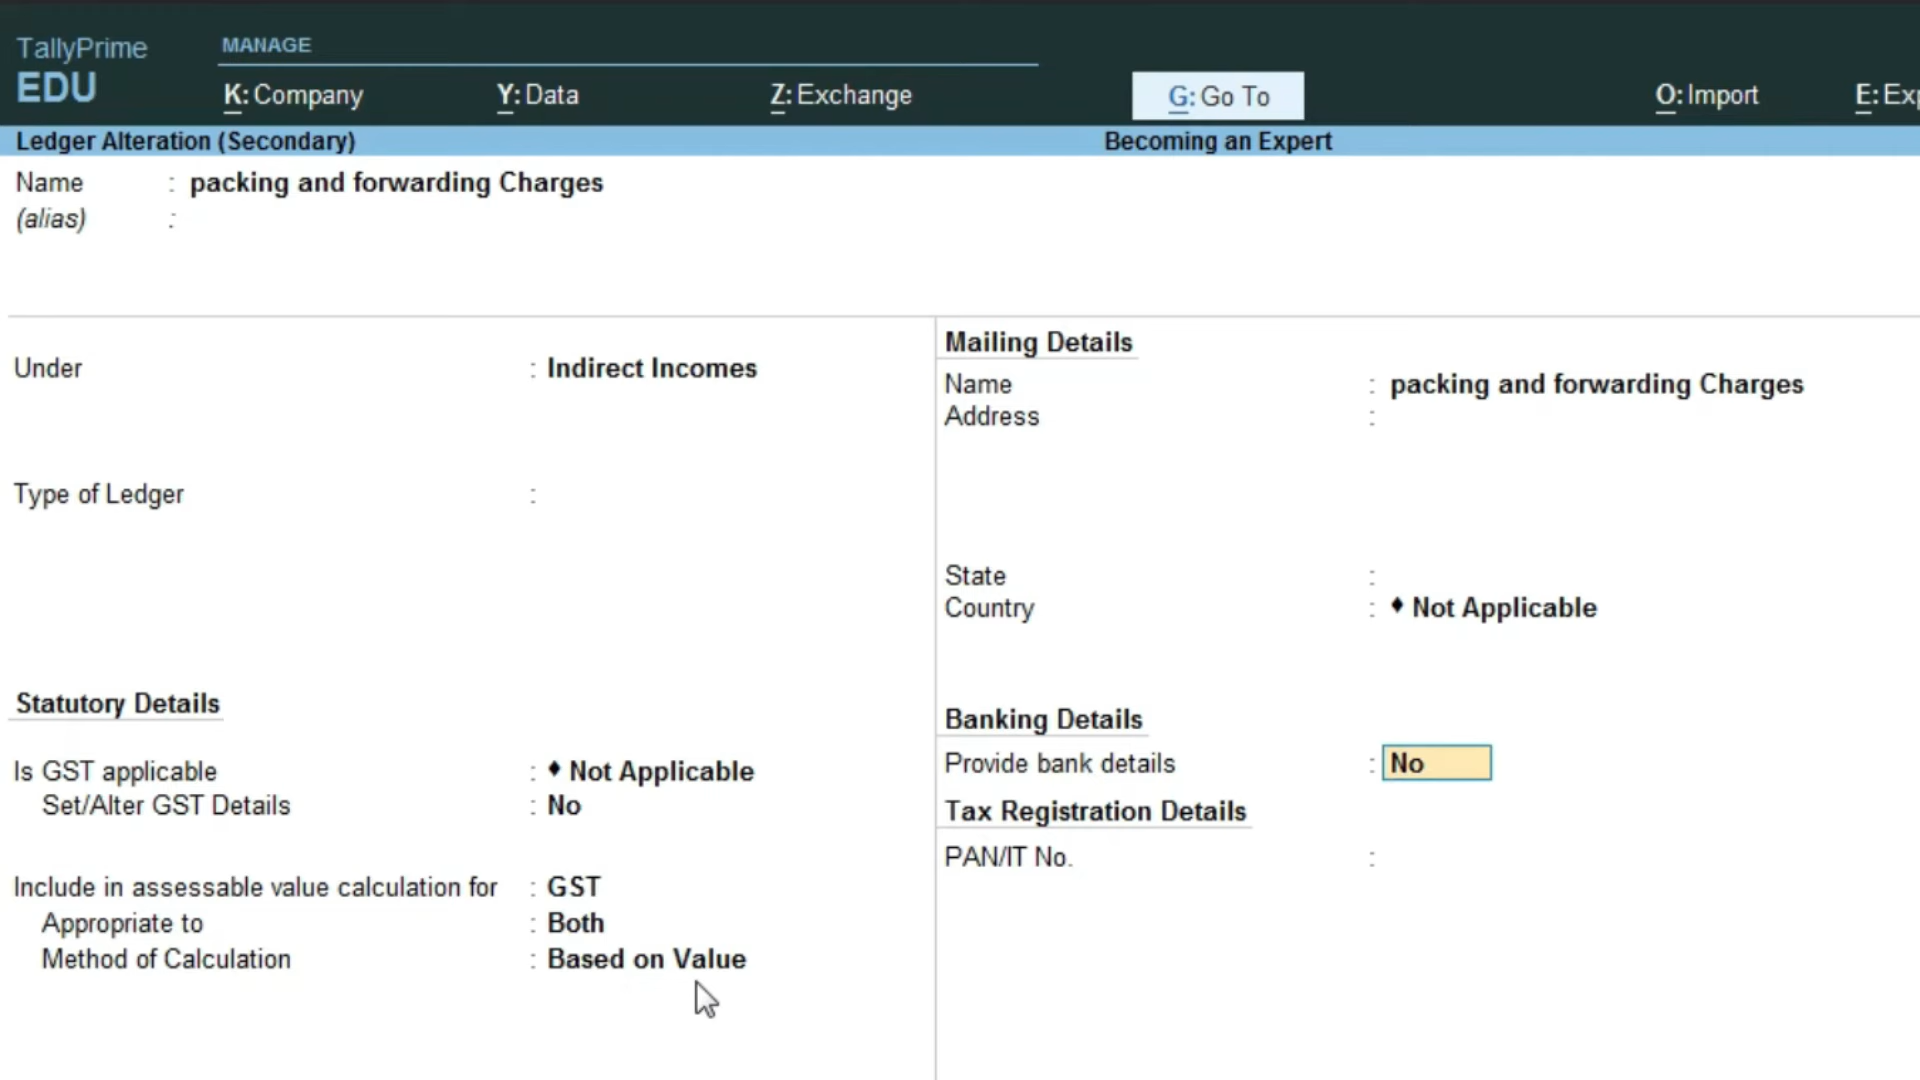 TallyPrime
EDU
MANAGE
K: Company
Y: Data
Z: Exchange
G: Go To
O: Import
E: Exp
Ledger Alteration (Secondary)
Becoming an Expert
Name : packing and forwarding Charges
(alias) :
Under : Indirect Incomes
Type of Ledger :
Statutory Details
Is GST applicable : ♦ Not Applicable
Set/Alter GST Details : No
Include in assessable value calculation for : GST
Appropriate to : Both
Method of Calculation : Based on Value
Mailing Details
Name : packing and forwarding Charges
Address :
State :
Country : ♦ Not Applicable
Banking Details
Provide bank details : No
Tax Registration Details
PAN/IT No. :